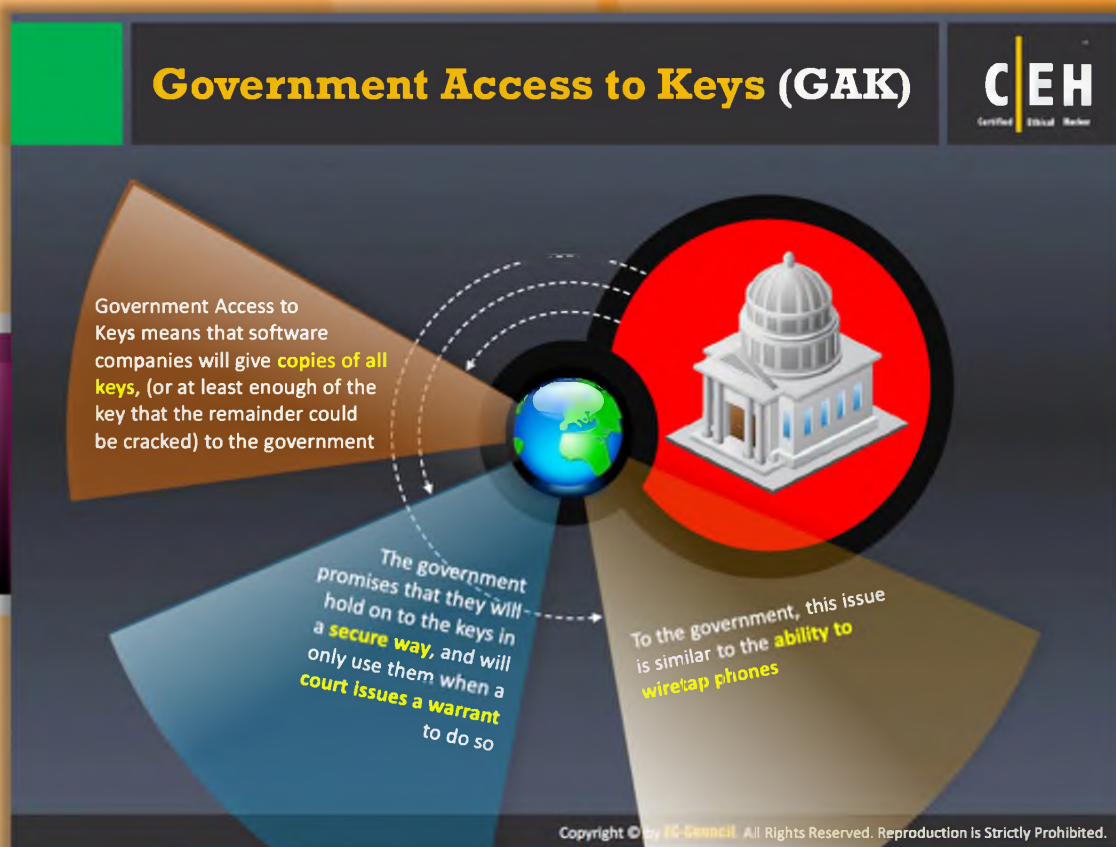 Government Access to Keys (GAK)
CEH
Certified Ethical Hacker
Government Access to
Keys means that software
companies will give copies of all
keys, (or at least enough of the
key that the remainder could
be cracked) to the government
The government
promises that they will
hold on to the keys in
a secure way, and will
only use them when a
court issues a warrant
to do so
To the government, this issue
is similar to the ability to
wiretap phones
Copyright © by EC-Council. All Rights Reserved. Reproduction is Strictly Prohibited.